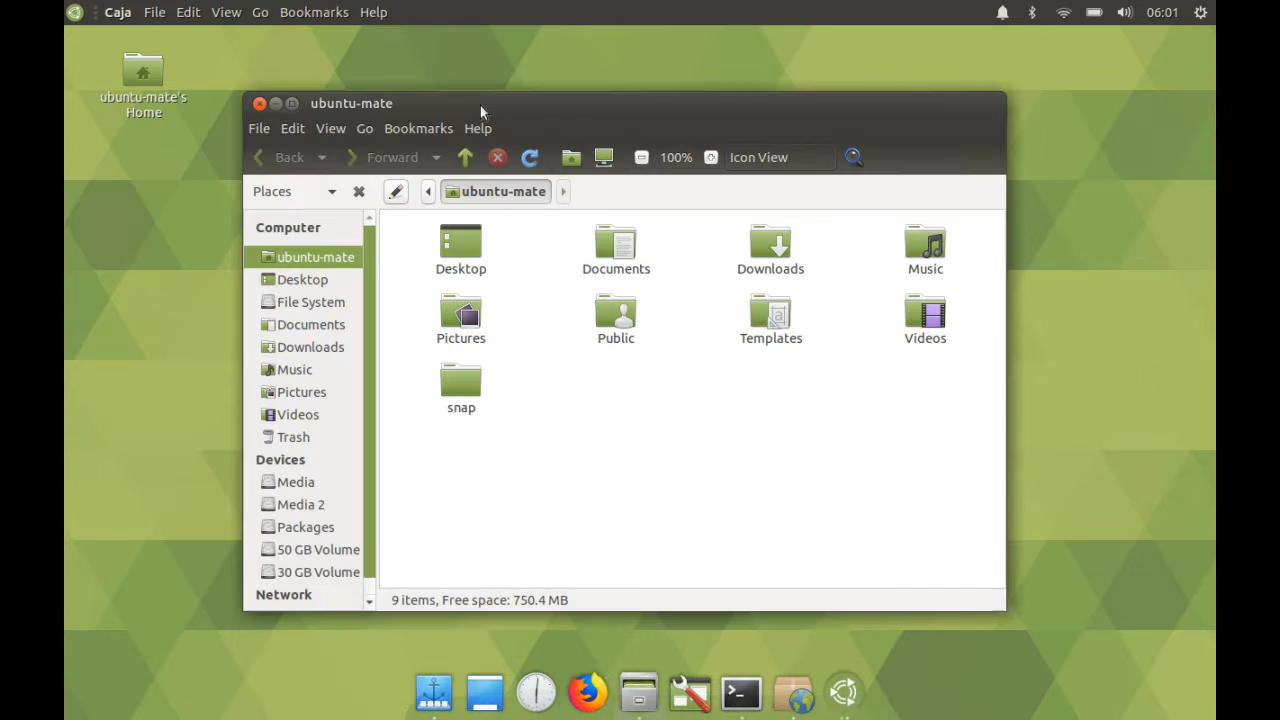 Caja File Edit View Go Bookmarks Help 06:01
ubuntu-mate's
Home
ubuntu-mate
File Edit View Go Bookmarks Help
Back Forward 100% Icon View
Places ubuntu-mate
Computer
ubuntu-mate
Desktop
File System
Documents
Downloads
Music
Pictures
Videos
Trash
Devices
Media
Media 2
Packages
50 GB Volume
30 GB Volume
Network
Desktop Documents Downloads Music
Pictures Public Templates Videos
snap
9 items, Free space: 750.4 MB